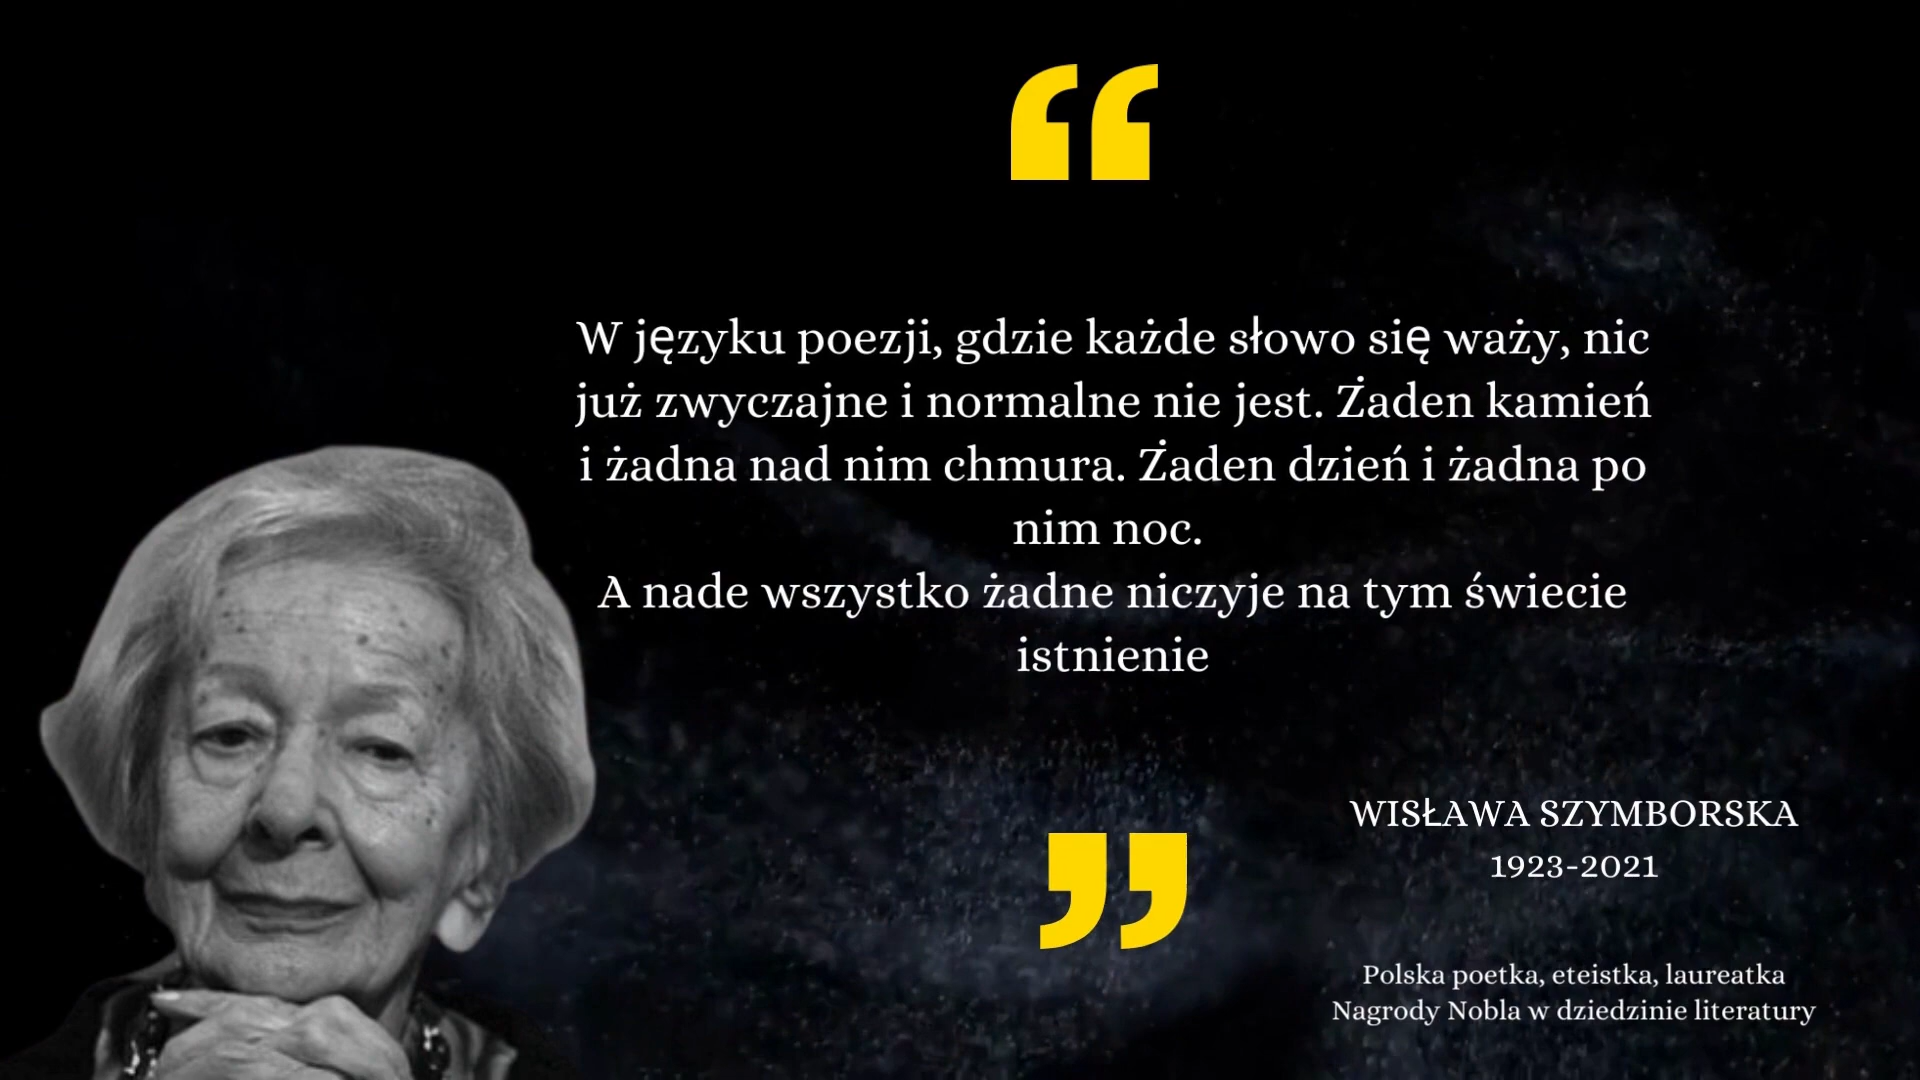 “
W języku poezji, gdzie każde słowo się waży, nic
już zwyczajne i normalne nie jest. Żaden kamień
i żadna nad nim chmura. Żaden dzień i żadna po
nim noc.
A nade wszystko żadne niczyje na tym świecie
istnienie
”
WISŁAWA SZYMBORSKA
1923-2021
Polska poetka, eteistka, laureatka
Nagrody Nobla w dziedzinie literatury